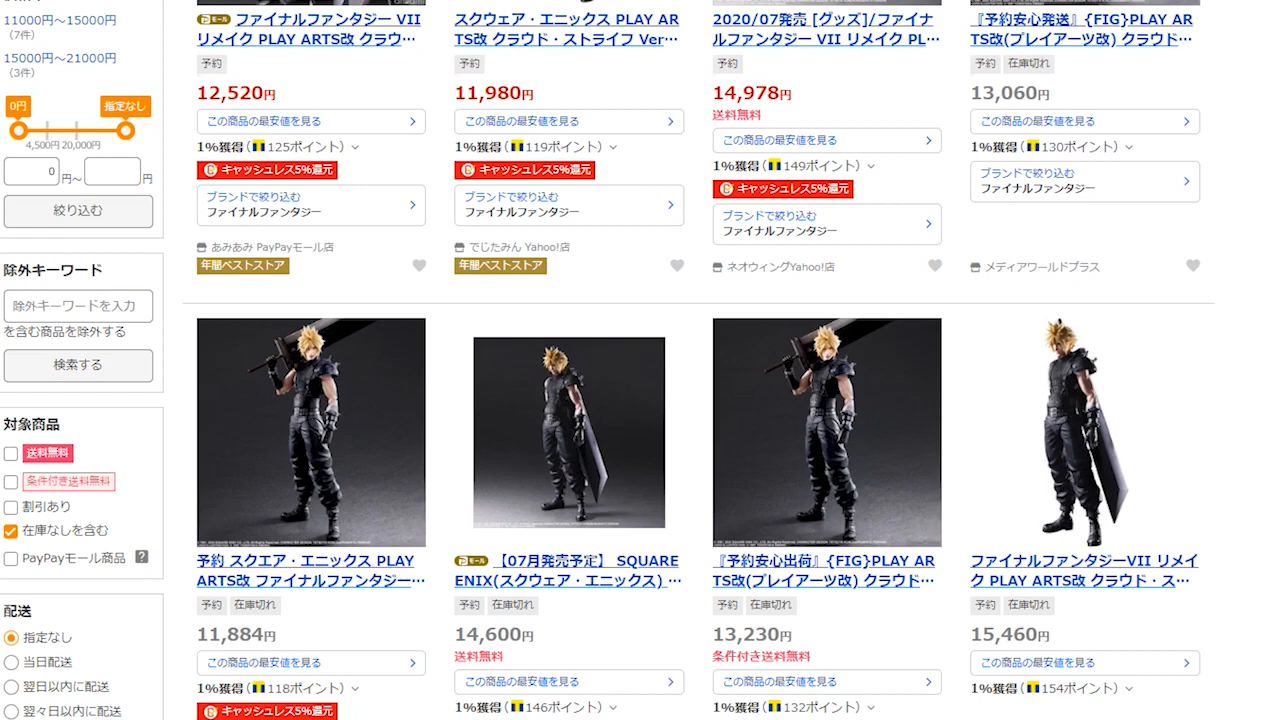 11000円～15000円
（7件）
15000円～21000円
（3件）
0円
指定なし
4,500円 20,000円
0
円～
円
絞り込む
除外キーワード
除外キーワードを入力
を含む商品を除外する
検索する
対象商品
送料無料
条件付き送料無料
割引あり
在庫なしを含む
PayPayモール商品 ?
配送
指定なし
当日配送
翌日以内に配送
翌々日以内に配送
モール ファイナルファンタジー VII
リメイク PLAY ARTS改 クラウ…
予約
12,520円
この商品の最安値を見る
1%獲得（125ポイント）
キャッシュレス5%還元
ブランドで絞り込む
ファイナルファンタジー
あみあみ PayPayモール店
年間ベストストア
スクウェア・エニックス PLAY AR
TS改 クラウド・ストライフ Ver…
予約
11,980円
この商品の最安値を見る
1%獲得（119ポイント）
キャッシュレス5%還元
ブランドで絞り込む
ファイナルファンタジー
でじたみん Yahoo!店
年間ベストストア
2020/07発売 [グッズ]/ファイナ
ルファンタジー VII リメイク PL…
予約
14,978円
送料無料
この商品の最安値を見る
1%獲得（149ポイント）
キャッシュレス5%還元
ブランドで絞り込む
ファイナルファンタジー
ネオウィングYahoo!店
『予約安心発送』{FIG}PLAY AR
TS改(プレイアーツ改) クラウド…
予約 在庫切れ
13,060円
この商品の最安値を見る
1%獲得（130ポイント）
ブランドで絞り込む
ファイナルファンタジー
メディアワールドプラス
予約 スクエア・エニックス PLAY
ARTS改 ファイナルファンタジー…
予約 在庫切れ
11,884円
この商品の最安値を見る
1%獲得（118ポイント）
キャッシュレス5%還元
モール 【07月発売予定】 SQUARE
ENIX(スクウェア・エニックス) …
予約 在庫切れ
14,600円
送料無料
この商品の最安値を見る
1%獲得（146ポイント）
『予約安心出荷』{FIG}PLAY AR
TS改(プレイアーツ改) クラウド…
予約 在庫切れ
13,230円
条件付き送料無料
この商品の最安値を見る
1%獲得（132ポイント）
ファイナルファンタジーVII リメイ
ク PLAY ARTS改 クラウド・ス…
予約 在庫切れ
15,460円
この商品の最安値を見る
1%獲得（154ポイント）